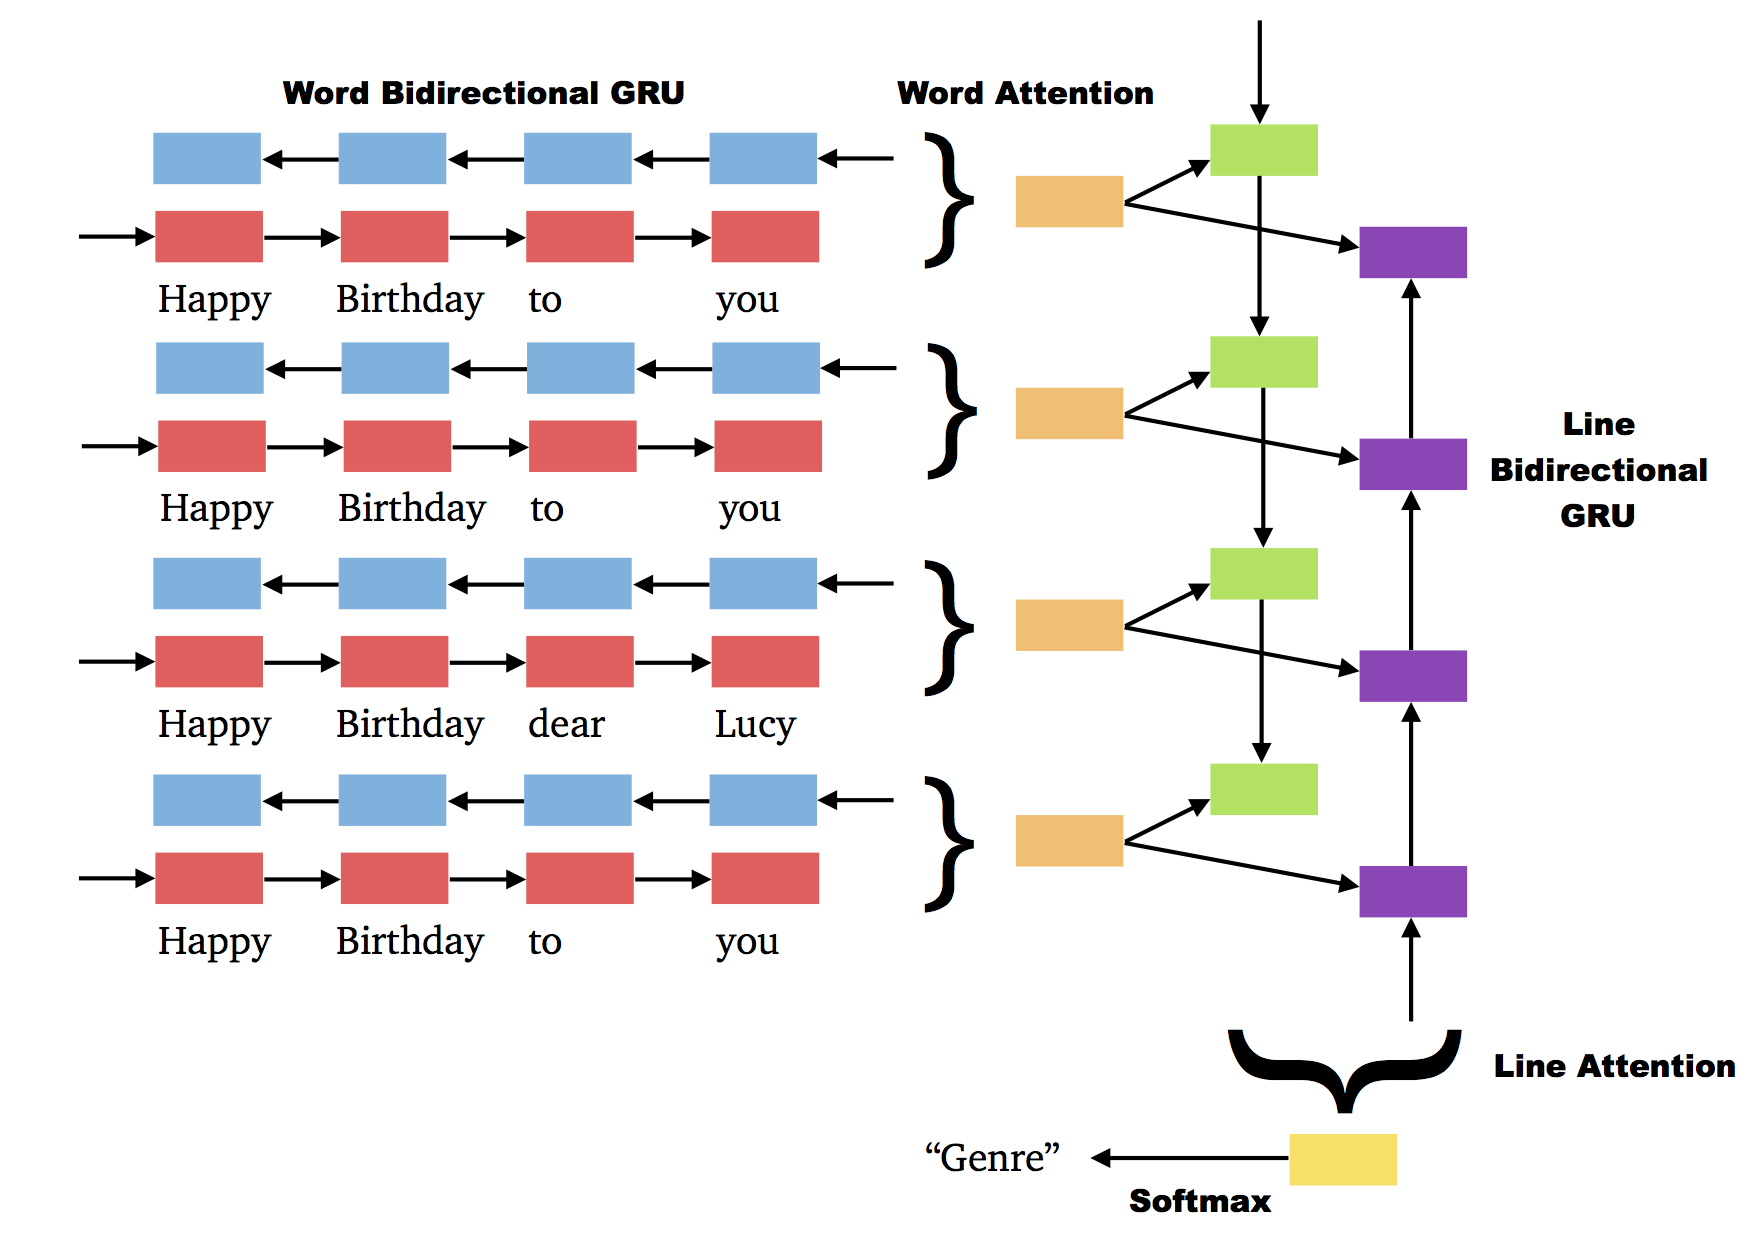 Word Bidirectional GRU
Word Attention
Happy Birthday to you
Happy Birthday to you
Line
Bidirectional
GRU
Happy Birthday dear Lucy
Happy Birthday to you
Line Attention
“Genre”
Softmax